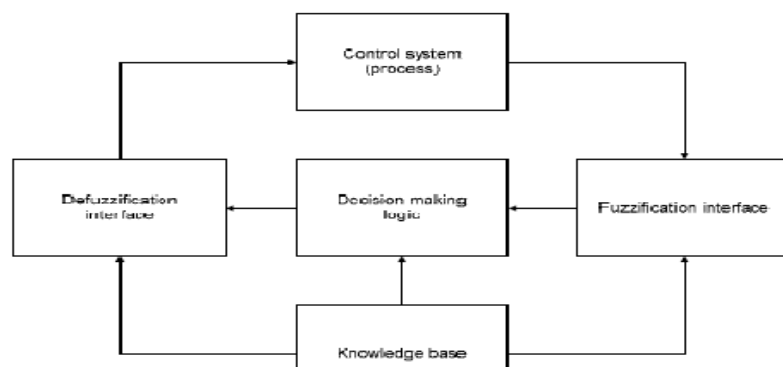 Control system
(process)
Defuzzification
interface
Decision making
logic
Fuzzification interface
Knowledge base